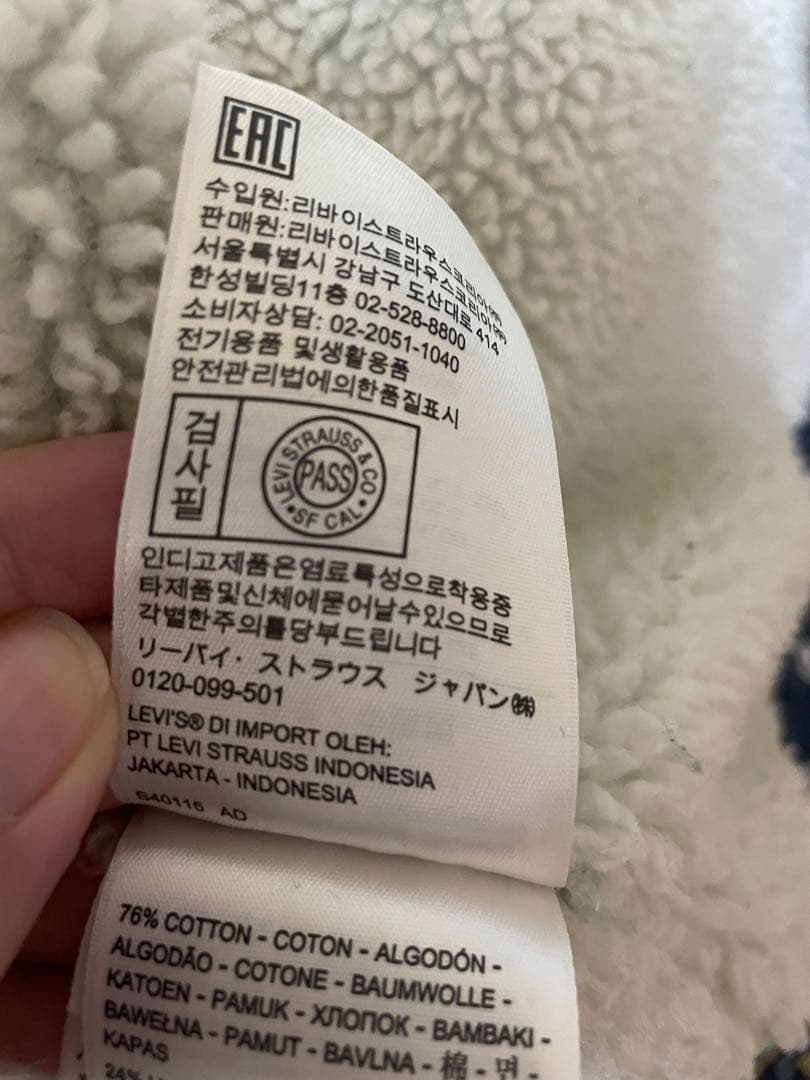 EAC
수입원:리바이스트라우스코리아㈜
판매원:리바이스트라우스코리아㈜
서울특별시 강남구 도산대로 414
한성빌딩11층 02-528-8800
소비자상담: 02-2051-1040
전기용품 및생활용품
안전관리법에의한품질표시
검사필
LEVI STRAUSS & CO
PASS
•SF CAL•
인디고제품은염료특성으로착용중
타제품및신체에묻어날수있으므로
각별한주의를당부드립니다
リーバイ・ストラウス ジャパン㈱
0120-099-501
LEVI'S® DI IMPORT OLEH:
PT LEVI STRAUSS INDONESIA
JAKARTA - INDONESIA
S40115 AD
76% COTTON - COTON - ALGODÓN -
ALGODÃO - COTONE - BAUMWOLLE -
KATOEN - PAMUK - ХЛОПОК - BAMBAKI -
BAWEŁNA - PAMUT - BAVLNA - 棉 - 면 -
KAPAS
24%